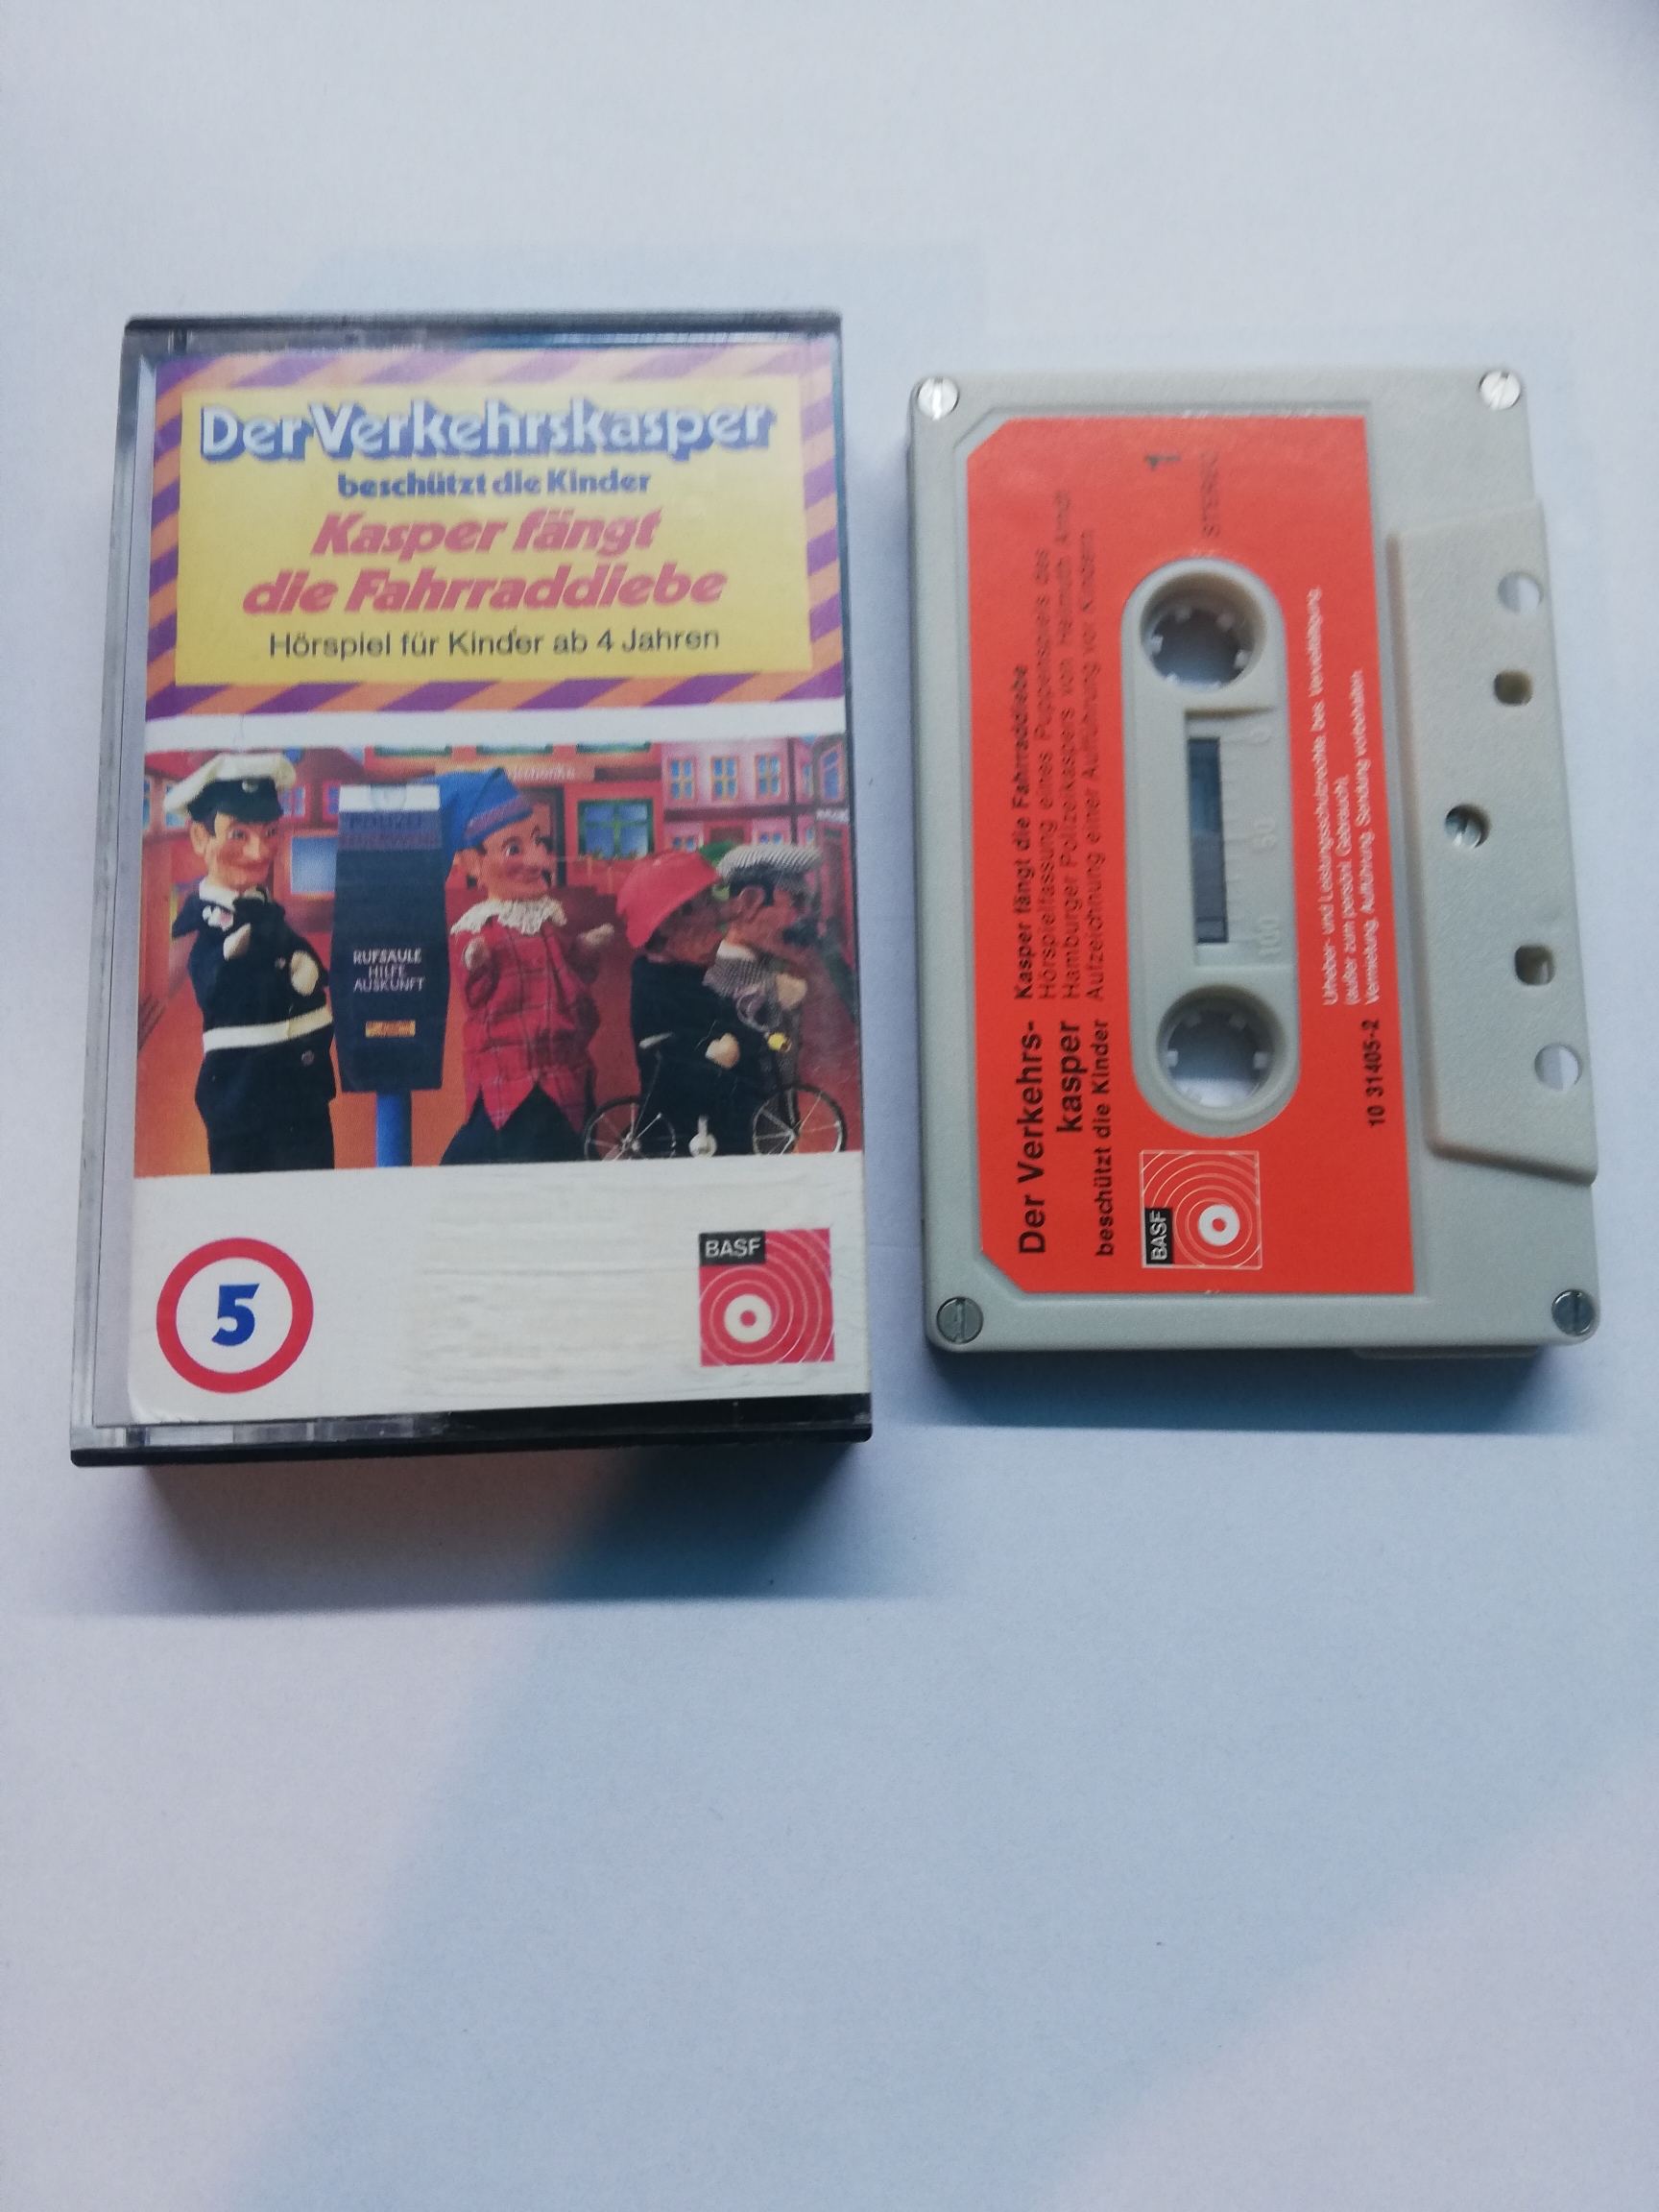 Der Verkehrskasper
beschützt die Kinder
Kasper fängt
die Fahrraddiebe
Hörspiel für Kinder ab 4 Jahren
POLIZEI
RUFSÄULE
HILFE
AUSKUNFT
5
BASF
Der Verkehrs-
kasper
beschützt die Kinder
Kasper fängt die Fahrraddiebe
Hörspielfassung eines Puppenspiels des
Hamburger Polizeikaspers von Helmuth Arndt
Aufzeichnung einer Aufführung vor Kindern
1
STEREO
0
50
100
BASF
Urheber- und Leistungsschutzrechte, bes. Vervielfältigung,
(außer zum persönl. Gebrauch),
Vermietung, Aufführung, Sendung vorbehalten
10 31405-2